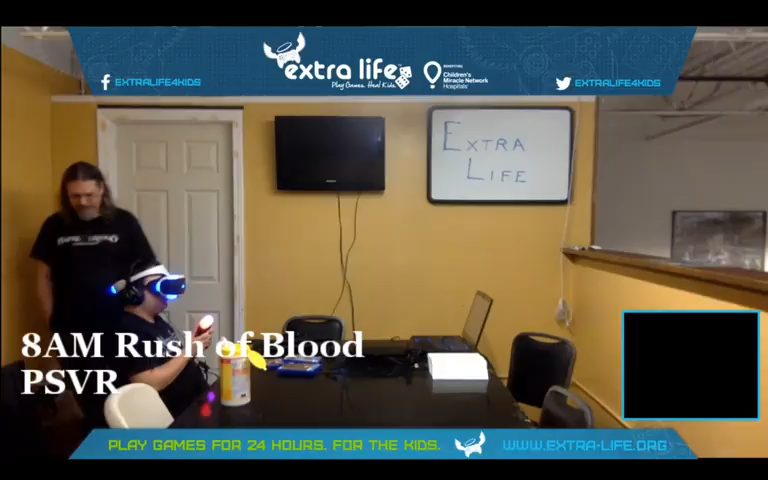 extra life
Play Games. Heal Kids.
BENEFITING
Children's
Miracle Network
Hospitals
EXTRALIFE4KIDS
EXTRALIFE4KIDS
EXTRA
LIFE
8AM Rush of Blood
PSVR
PLAY GAMES FOR 24 HOURS. FOR THE KIDS.
WWW.EXTRA-LIFE.ORG